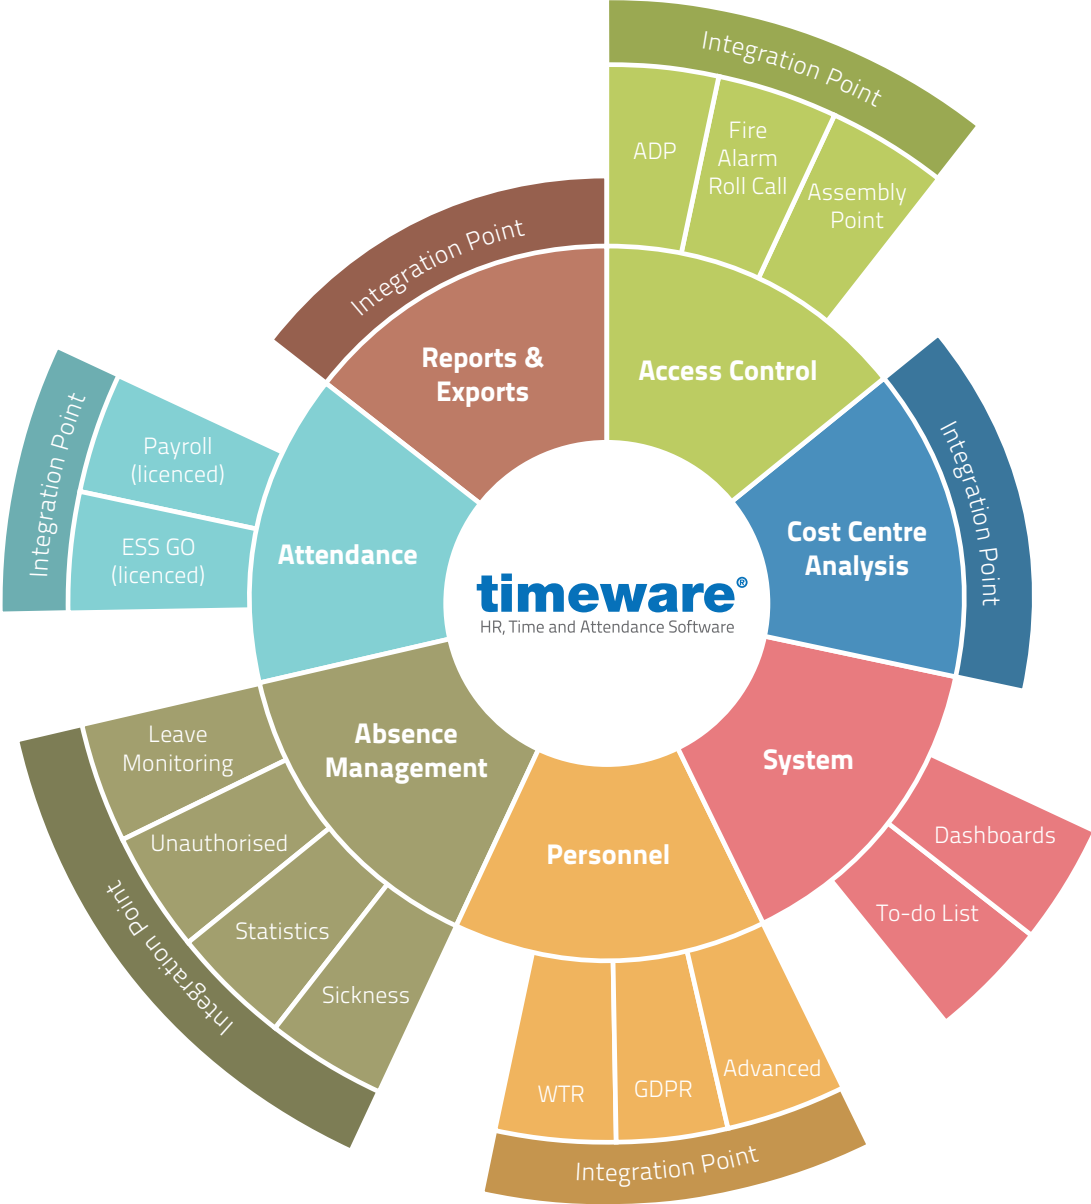 timeware®
HR, Time and Attendance Software
Access Control
ADP
Fire
Alarm
Roll Call
Assembly
Point
Integration Point
Cost Centre
Analysis
Integration Point
System
Dashboards
To-do List
Personnel
Advanced
GDPR
WTR
Integration Point
Absence
Management
Sickness
Statistics
Unauthorised
Leave
Monitoring
Integration Point
Attendance
ESS GO
(licenced)
Payroll
(licenced)
Integration Point
Reports &
Exports
Integration Point